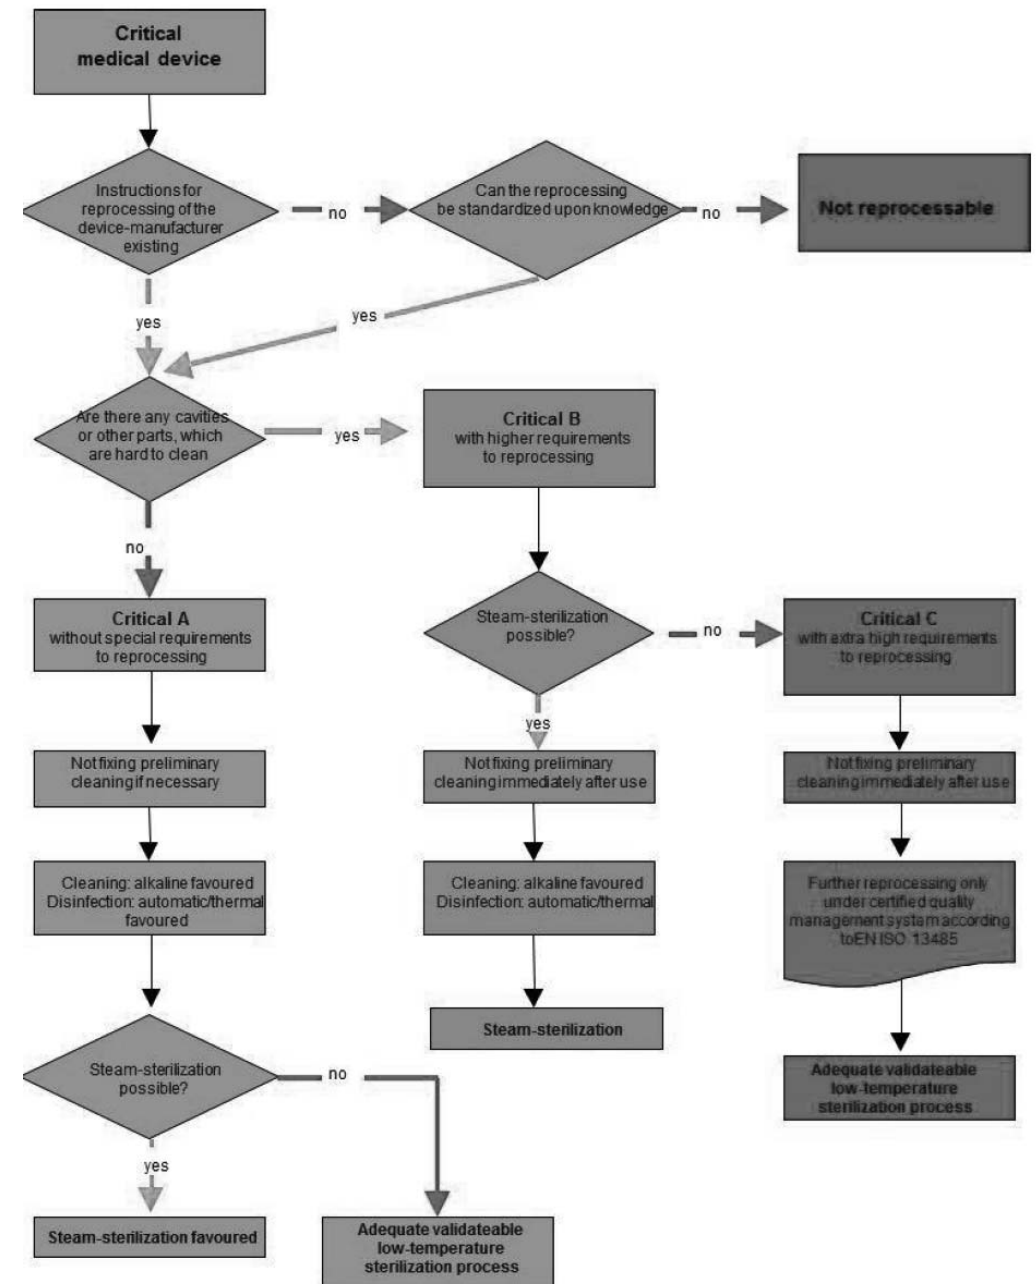 Critical
medical device
Instructions for
reprocessing of the
device-manufacturer
existing
no
Can the reprocessing
be standardized upon knowledge
no
Not reprocessable
yes
yes
Are there any cavities
or other parts, which
are hard to clean
yes
Critical B
with higher requirements
to reprocessing
no
Critical A
without special requirements
to reprocessing
Steam-sterilization
possible?
no
Critical C
with extra high requirements
to reprocessing
yes
Not fixing preliminary
cleaning if necessary
Not fixing preliminary
cleaning immediately after use
Not fixing preliminary
cleaning immediately after use
Cleaning: alkaline favoured
Disinfection: automatic/thermal
favoured
Cleaning: alkaline favoured
Disinfection: automatic/thermal
Further reprocessing only
under certified quality
management system according
toEN ISO 13485
Steam-sterilization
Steam-sterilization
possible?
no
Adequate validateable
low-temperature
sterilization process
yes
Steam-sterilization favoured
Adequate validateable
low-temperature
sterilization process